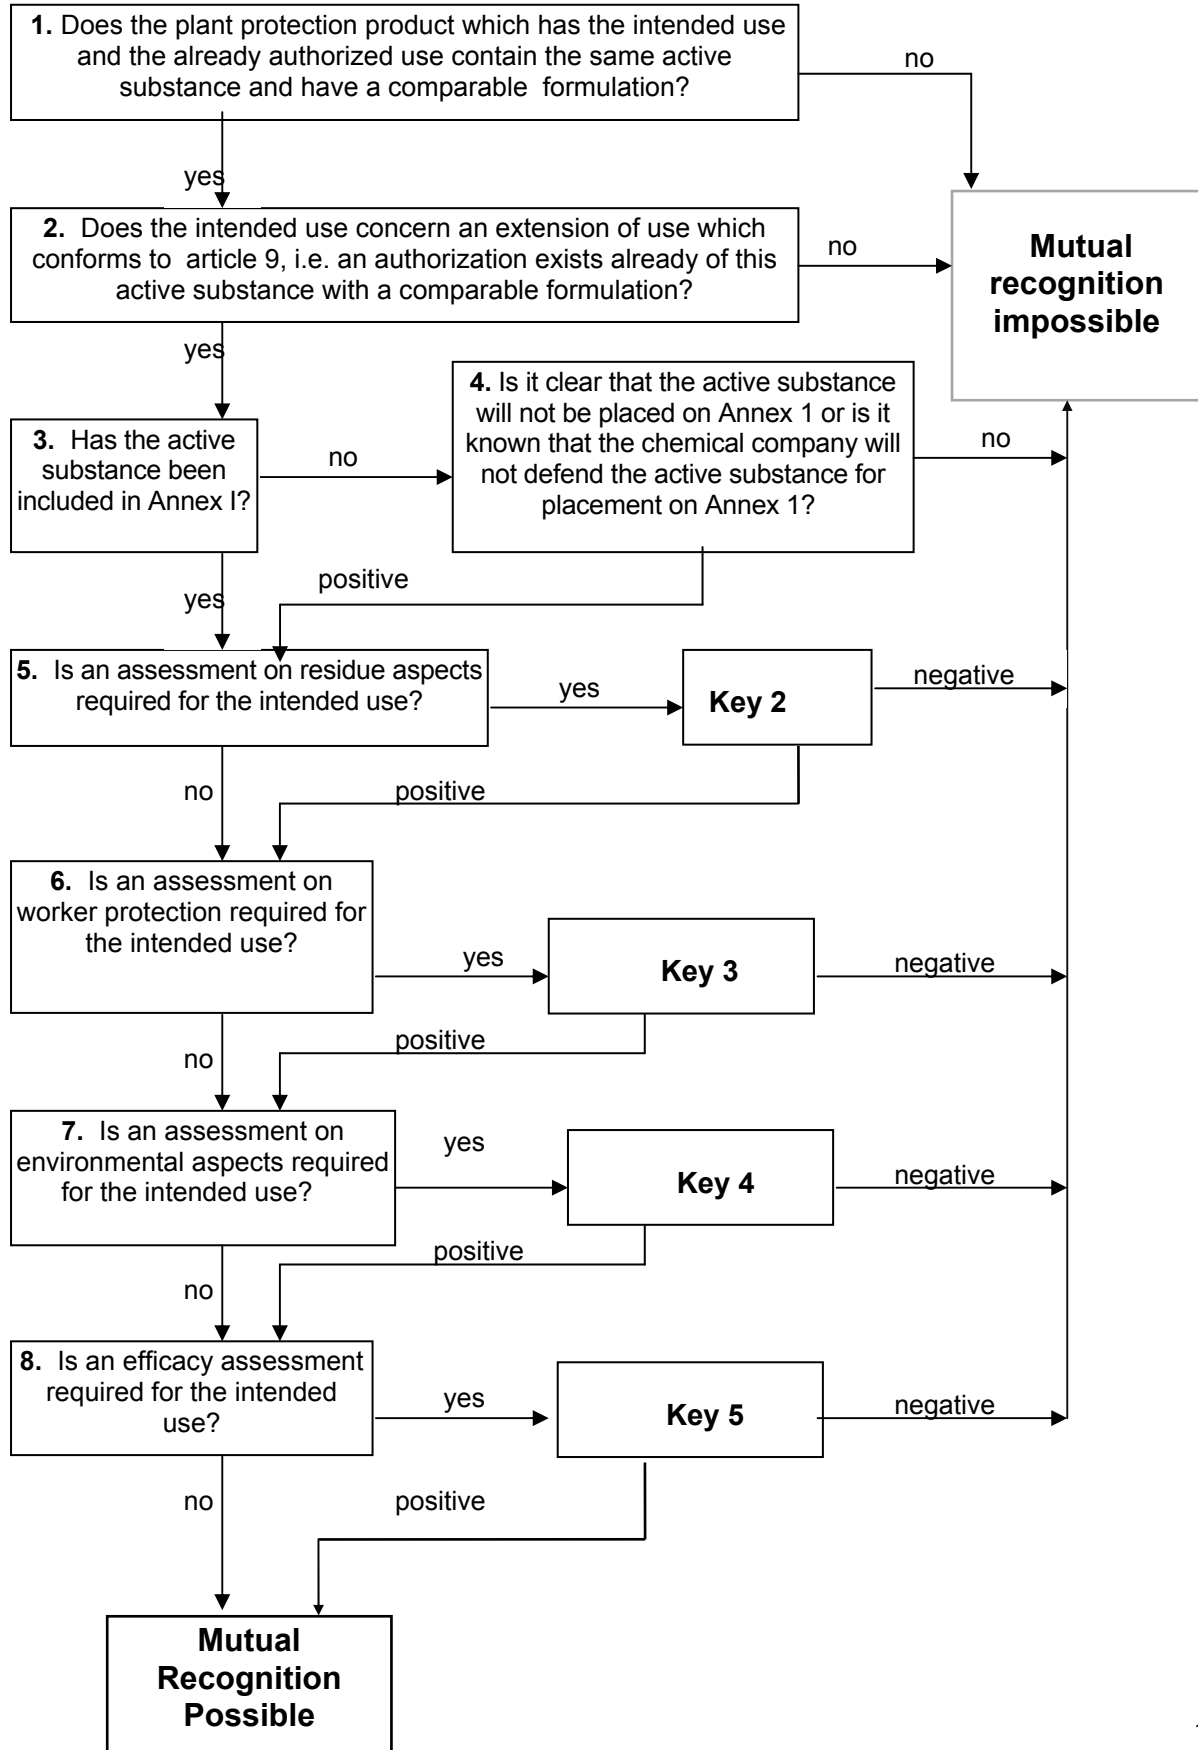 1. Does the plant protection product which has the intended use
and the already authorized use contain the same active
substance and have a comparable formulation?
no
yes
2. Does the intended use concern an extension of use which
conforms to article 9, i.e. an authorization exists already of this
active substance with a comparable formulation?
no
Mutual
recognition
impossible
yes
4. Is it clear that the active substance
will not be placed on Annex 1 or is it
known that the chemical company will
not defend the active substance for
placement on Annex 1?
no
3. Has the active
substance been
included in Annex I?
no
positive
yes
5. Is an assessment on residue aspects
required for the intended use?
yes
Key 2
negative
no
positive
6. Is an assessment on
worker protection required for
the intended use?
yes
Key 3
negative
no
positive
7. Is an assessment on
environmental aspects required
for the intended use?
yes
Key 4
negative
no
positive
8. Is an efficacy assessment
required for the intended
use?
yes
Key 5
negative
no
positive
Mutual
Recognition
Possible